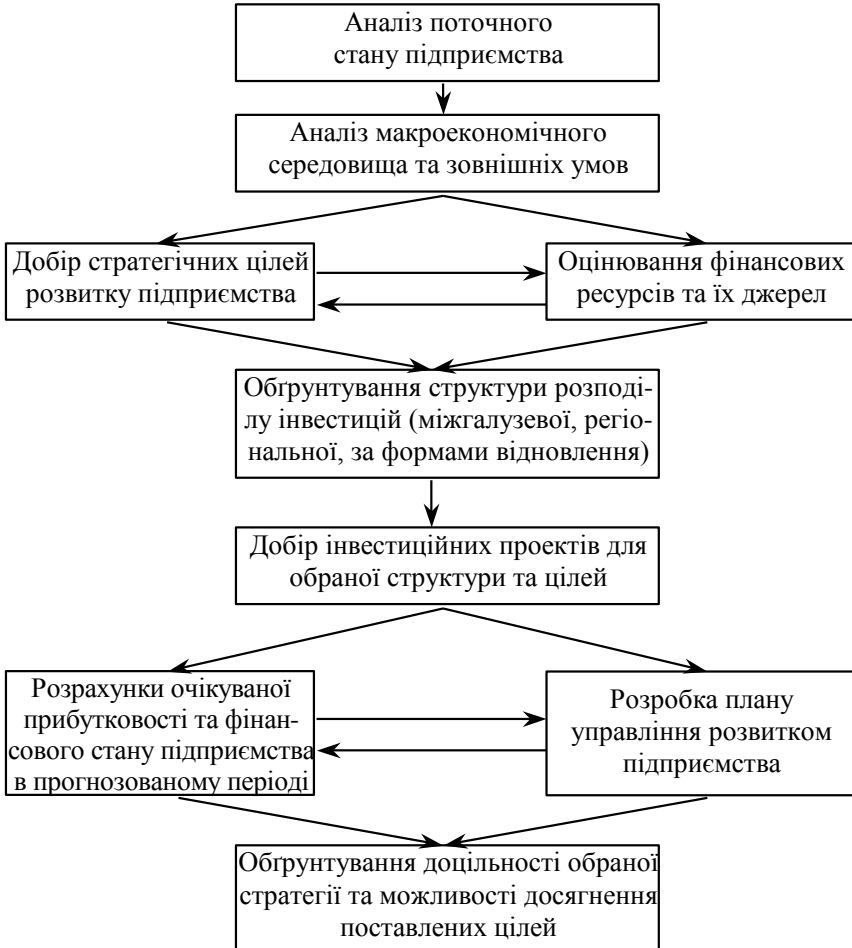 Аналіз поточного
стану підприємства
Аналіз макроекономічного
середовища та зовнішніх умов
Добір стратегічних цілей
розвитку підприємства
Оцінювання фінансових
ресурсів та їх джерел
Обґрунтування структури розподі-
лу інвестицій (міжгалузевої, регіо-
нальної, за формами відновлення)
Добір інвестиційних проектів для
обраної структури та цілей
Розрахунки очікуваної
прибутковості та фінан-
сового стану підприємства
в прогнозованому періоді
Розробка плану
управління розвитком
підприємства
Обґрунтування доцільності обраної
стратегії та можливості досягнення
поставлених цілей